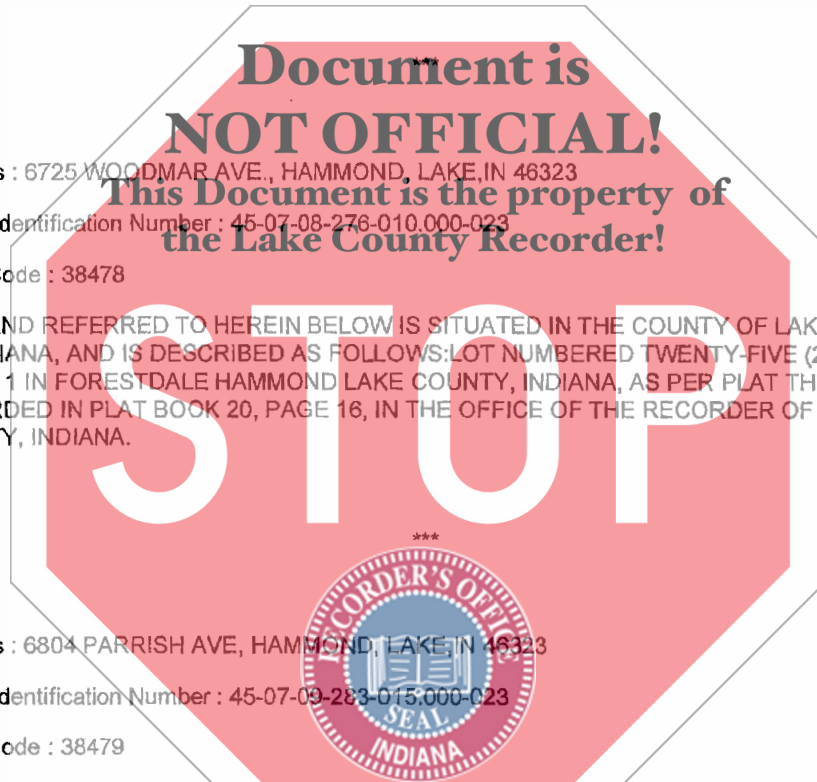 ***
Document is
NOT OFFICIAL!
s : 6725 WOODMAR AVE., HAMMOND, LAKE,IN 46323
This Document is the property of
dentification Number : 45-07-08-276-010.000-023
the Lake County Recorder!
ode : 38478
ND REFERRED TO HEREIN BELOW IS SITUATED IN THE COUNTY OF LAK
IANA, AND IS DESCRIBED AS FOLLOWS:LOT NUMBERED TWENTY-FIVE (2
1 IN FORESTDALE HAMMOND LAKE COUNTY, INDIANA, AS PER PLAT TH
RDED IN PLAT BOOK 20, PAGE 16, IN THE OFFICE OF THE RECORDER OF
Y, INDIANA.
STOP
***
RECORDER'S OFFICE
s : 6804 PARRISH AVE, HAMMOND, LAKE,IN 46323
dentification Number : 45-07-09-283-015.000-023
SEAL
INDIANA
ode : 38479